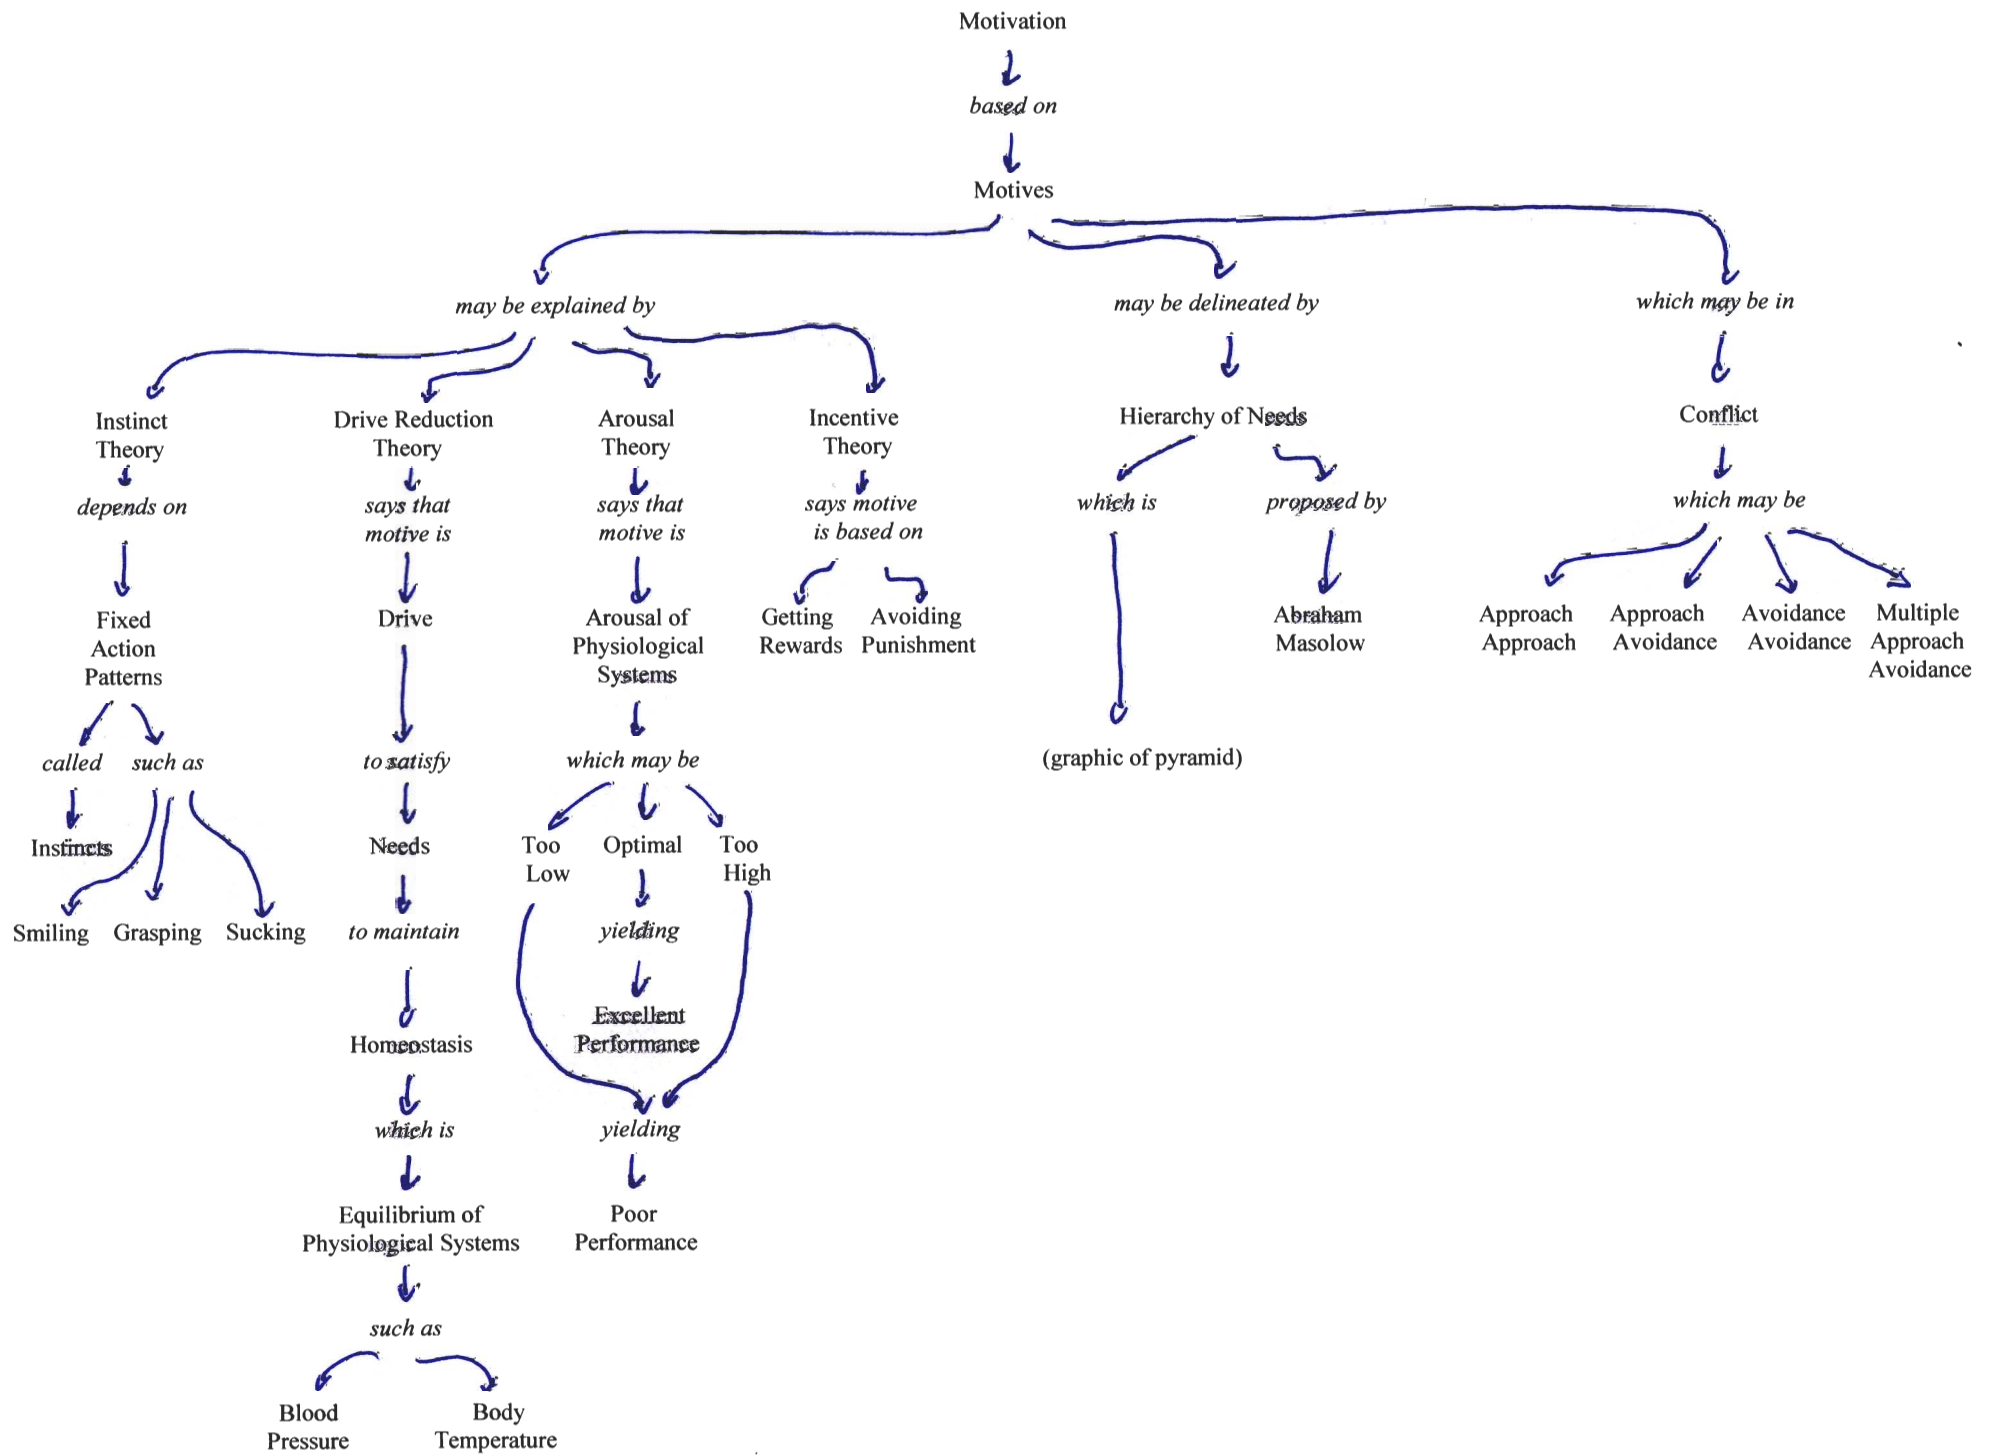 Motivation
based on
Motives
may be explained by
may be delineated by
which may be in
Instinct
Theory
depends on
Fixed
Action
Patterns
called
such as
Instincts
Smiling
Grasping
Sucking
Drive Reduction
Theory
says that
motive is
Drive
to satisfy
Needs
to maintain
Homeostasis
which is
Equilibrium of
Physiological Systems
such as
Blood
Pressure
Body
Temperature
Arousal
Theory
says that
motive is
Arousal of
Physiological
Systems
which may be
Too
Low
Optimal
Too
High
yielding
Excellent
Performance
yielding
Poor
Performance
Incentive
Theory
says motive
is based on
Getting
Rewards
Avoiding
Punishment
Hierarchy of Needs
which is
(graphic of pyramid)
proposed by
Abraham
Masolow
Conflict
which may be
Approach
Approach
Approach
Avoidance
Avoidance
Avoidance
Multiple
Approach
Avoidance